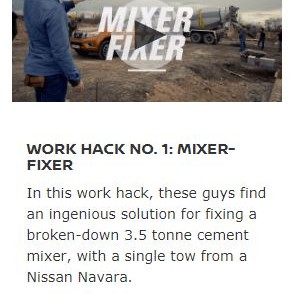 MIXER
FIXER
WORK HACK NO. 1: MIXER-
FIXER
In this work hack, these guys find
an ingenious solution for fixing a
broken-down 3.5 tonne cement
mixer, with a single tow from a
Nissan Navara.